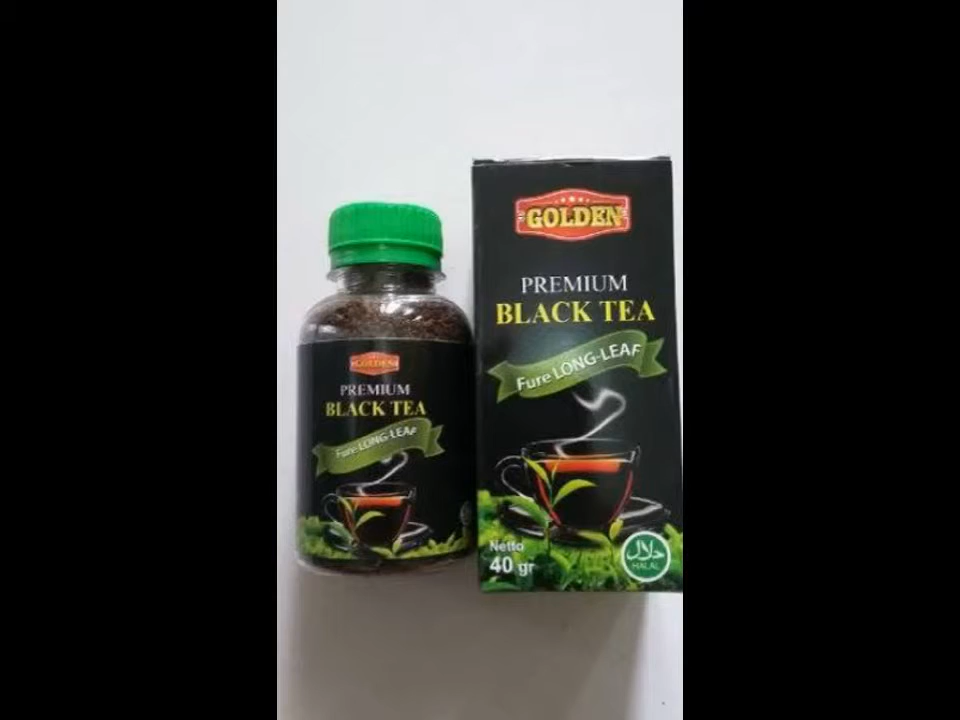 GOLDEN
PREMIUM
BLACK TEA
Fure LONG-LEAF
GOLDEN
PREMIUM
BLACK TEA
Fure LONG-LEAF
Netto
40 gr
حلال
HALAL